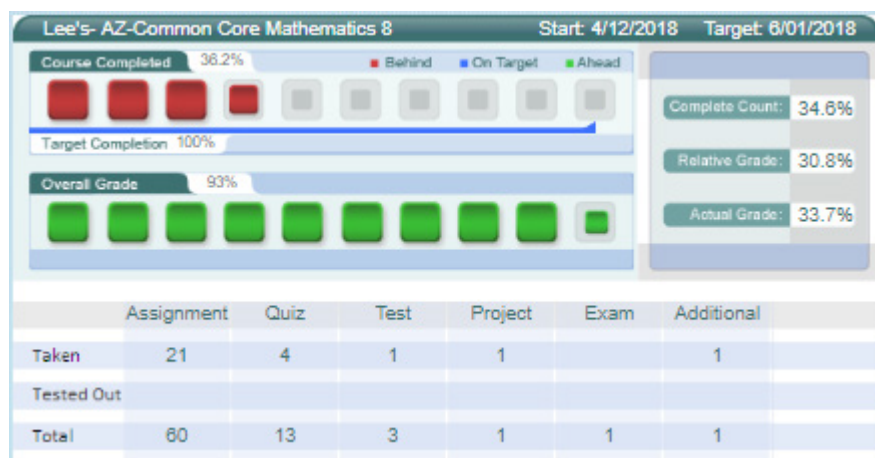 Lee's- AZ-Common Core Mathematics 8 Start: 4/12/2018 Target: 6/01/2018
Course Completed 36.2% Behind On Target Ahead
Target Completion 100%
Overall Grade 93%
Complete Count: 34.6%
Relative Grade: 30.8%
Actual Grade: 33.7%
Assignment Quiz Test Project Exam Additional
Taken 21 4 1 1 1
Tested Out
Total 60 13 3 1 1 1